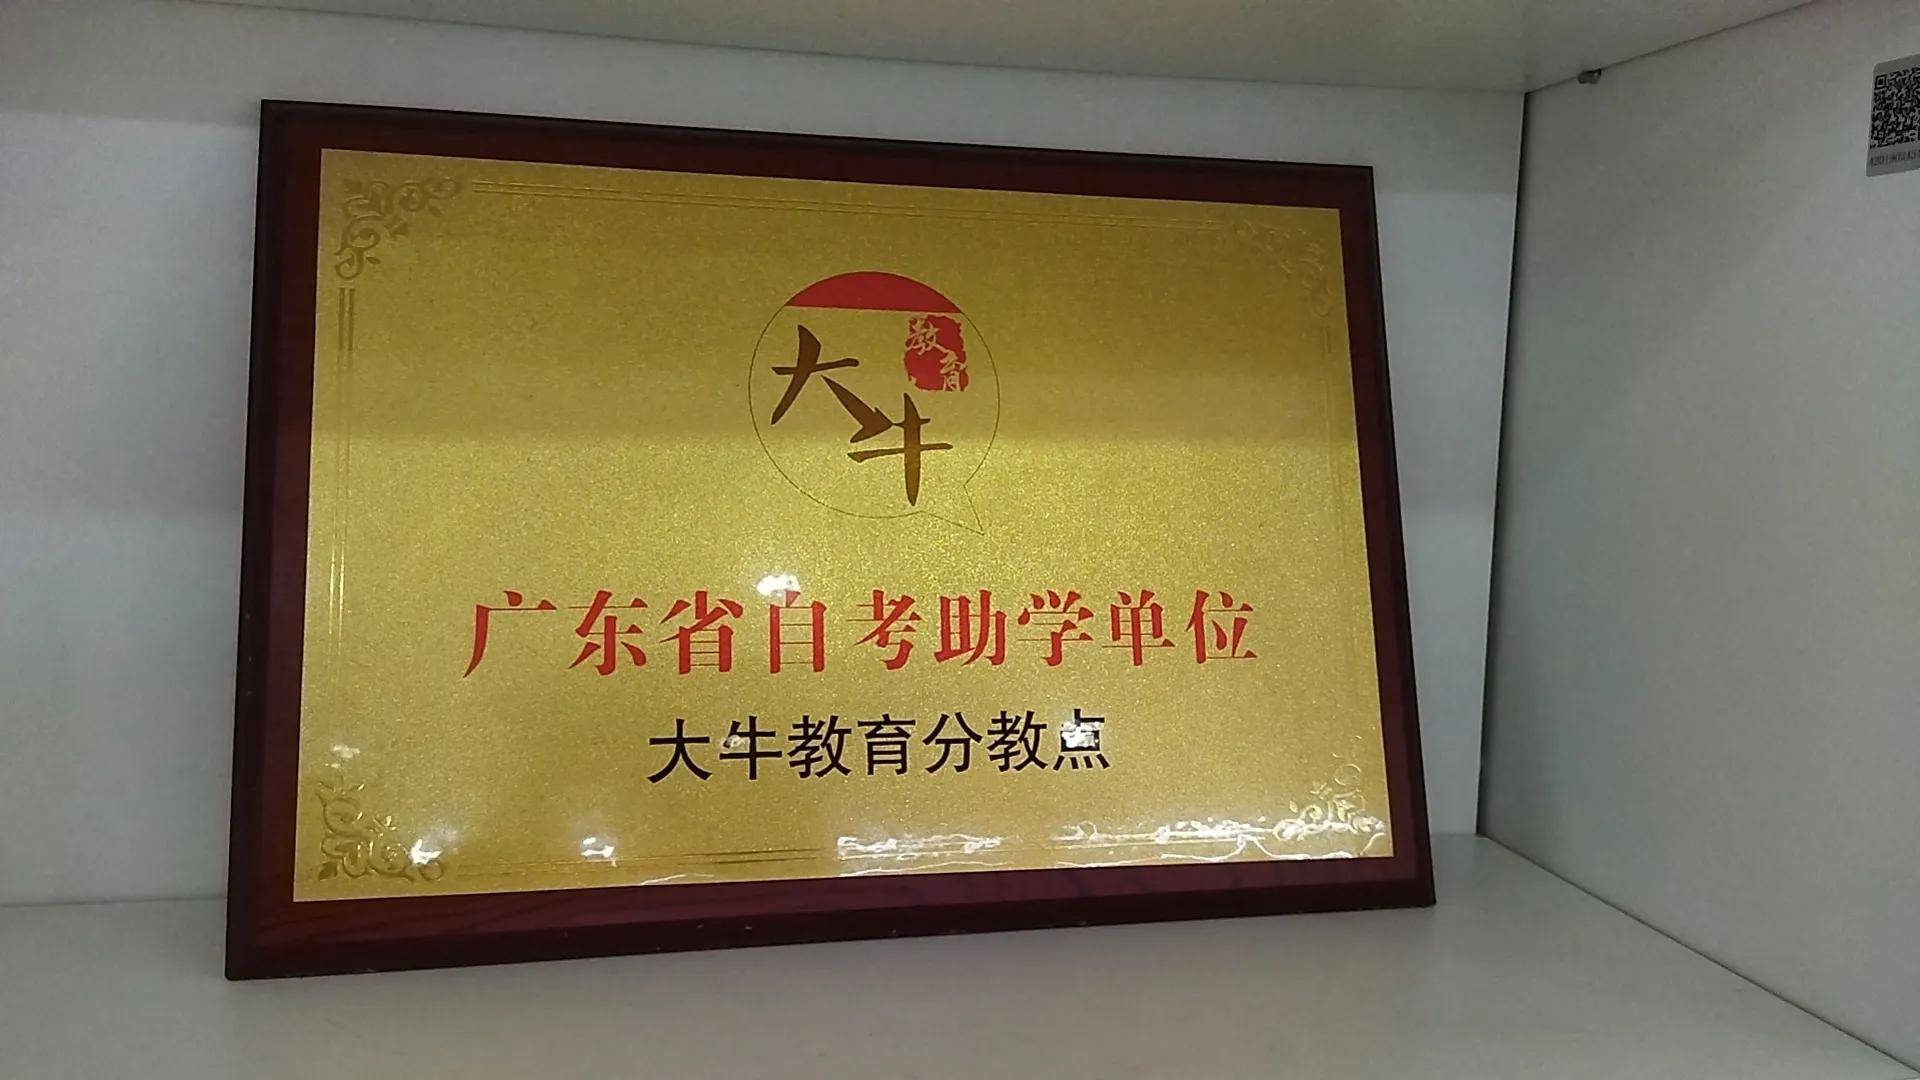 大牛
教育
广东省自考助学单位
大牛教育分教点